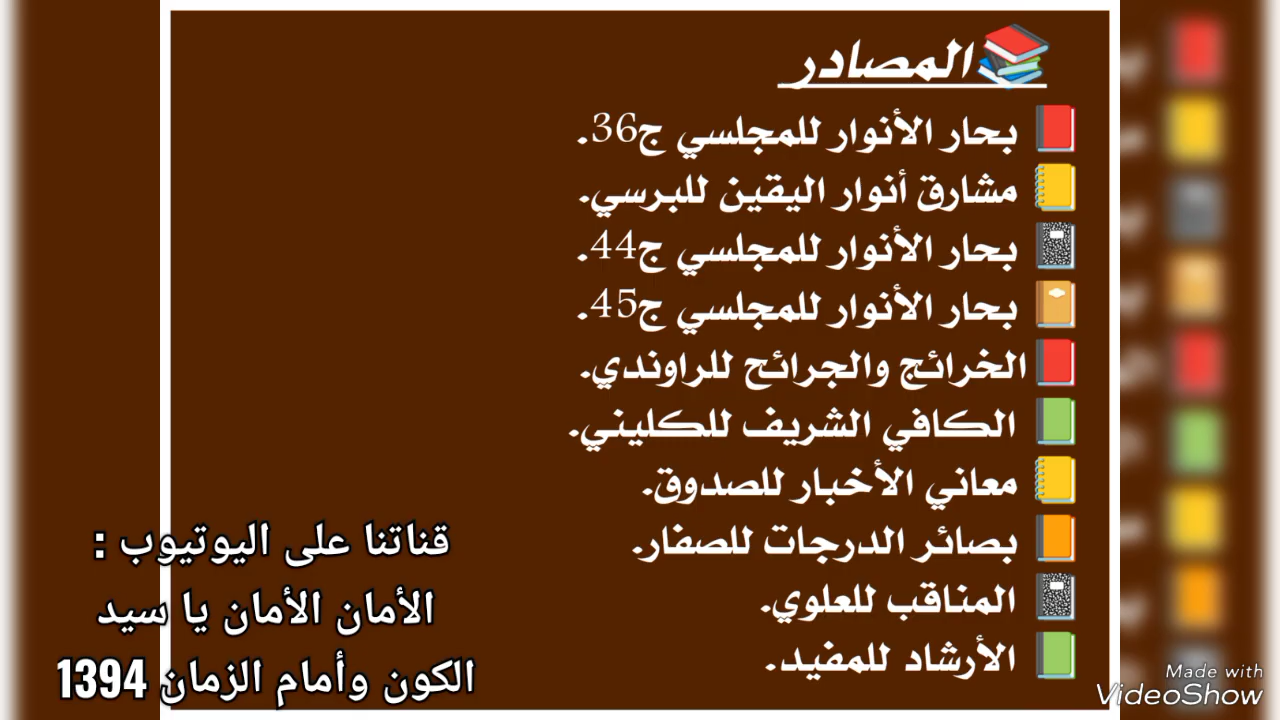 المصادر
بحار الأنوار للمجلسي ج36.
مشارق أنوار اليقين للبرسي.
بحار الأنوار للمجلسي ج44.
بحار الأنوار للمجلسي ج45.
الخرائج والجرائح للراوندي.
الكافي الشريف للكليني.
معاني الأخبار للصدوق.
بصائر الدرجات للصفار.
المناقب للعلوي.
الأرشاد للمفيد.
قناتنا على اليوتيوب :
الأمان الأمان يا سيد
الكون وأمام الزمان 1394
Made with
VideoShow